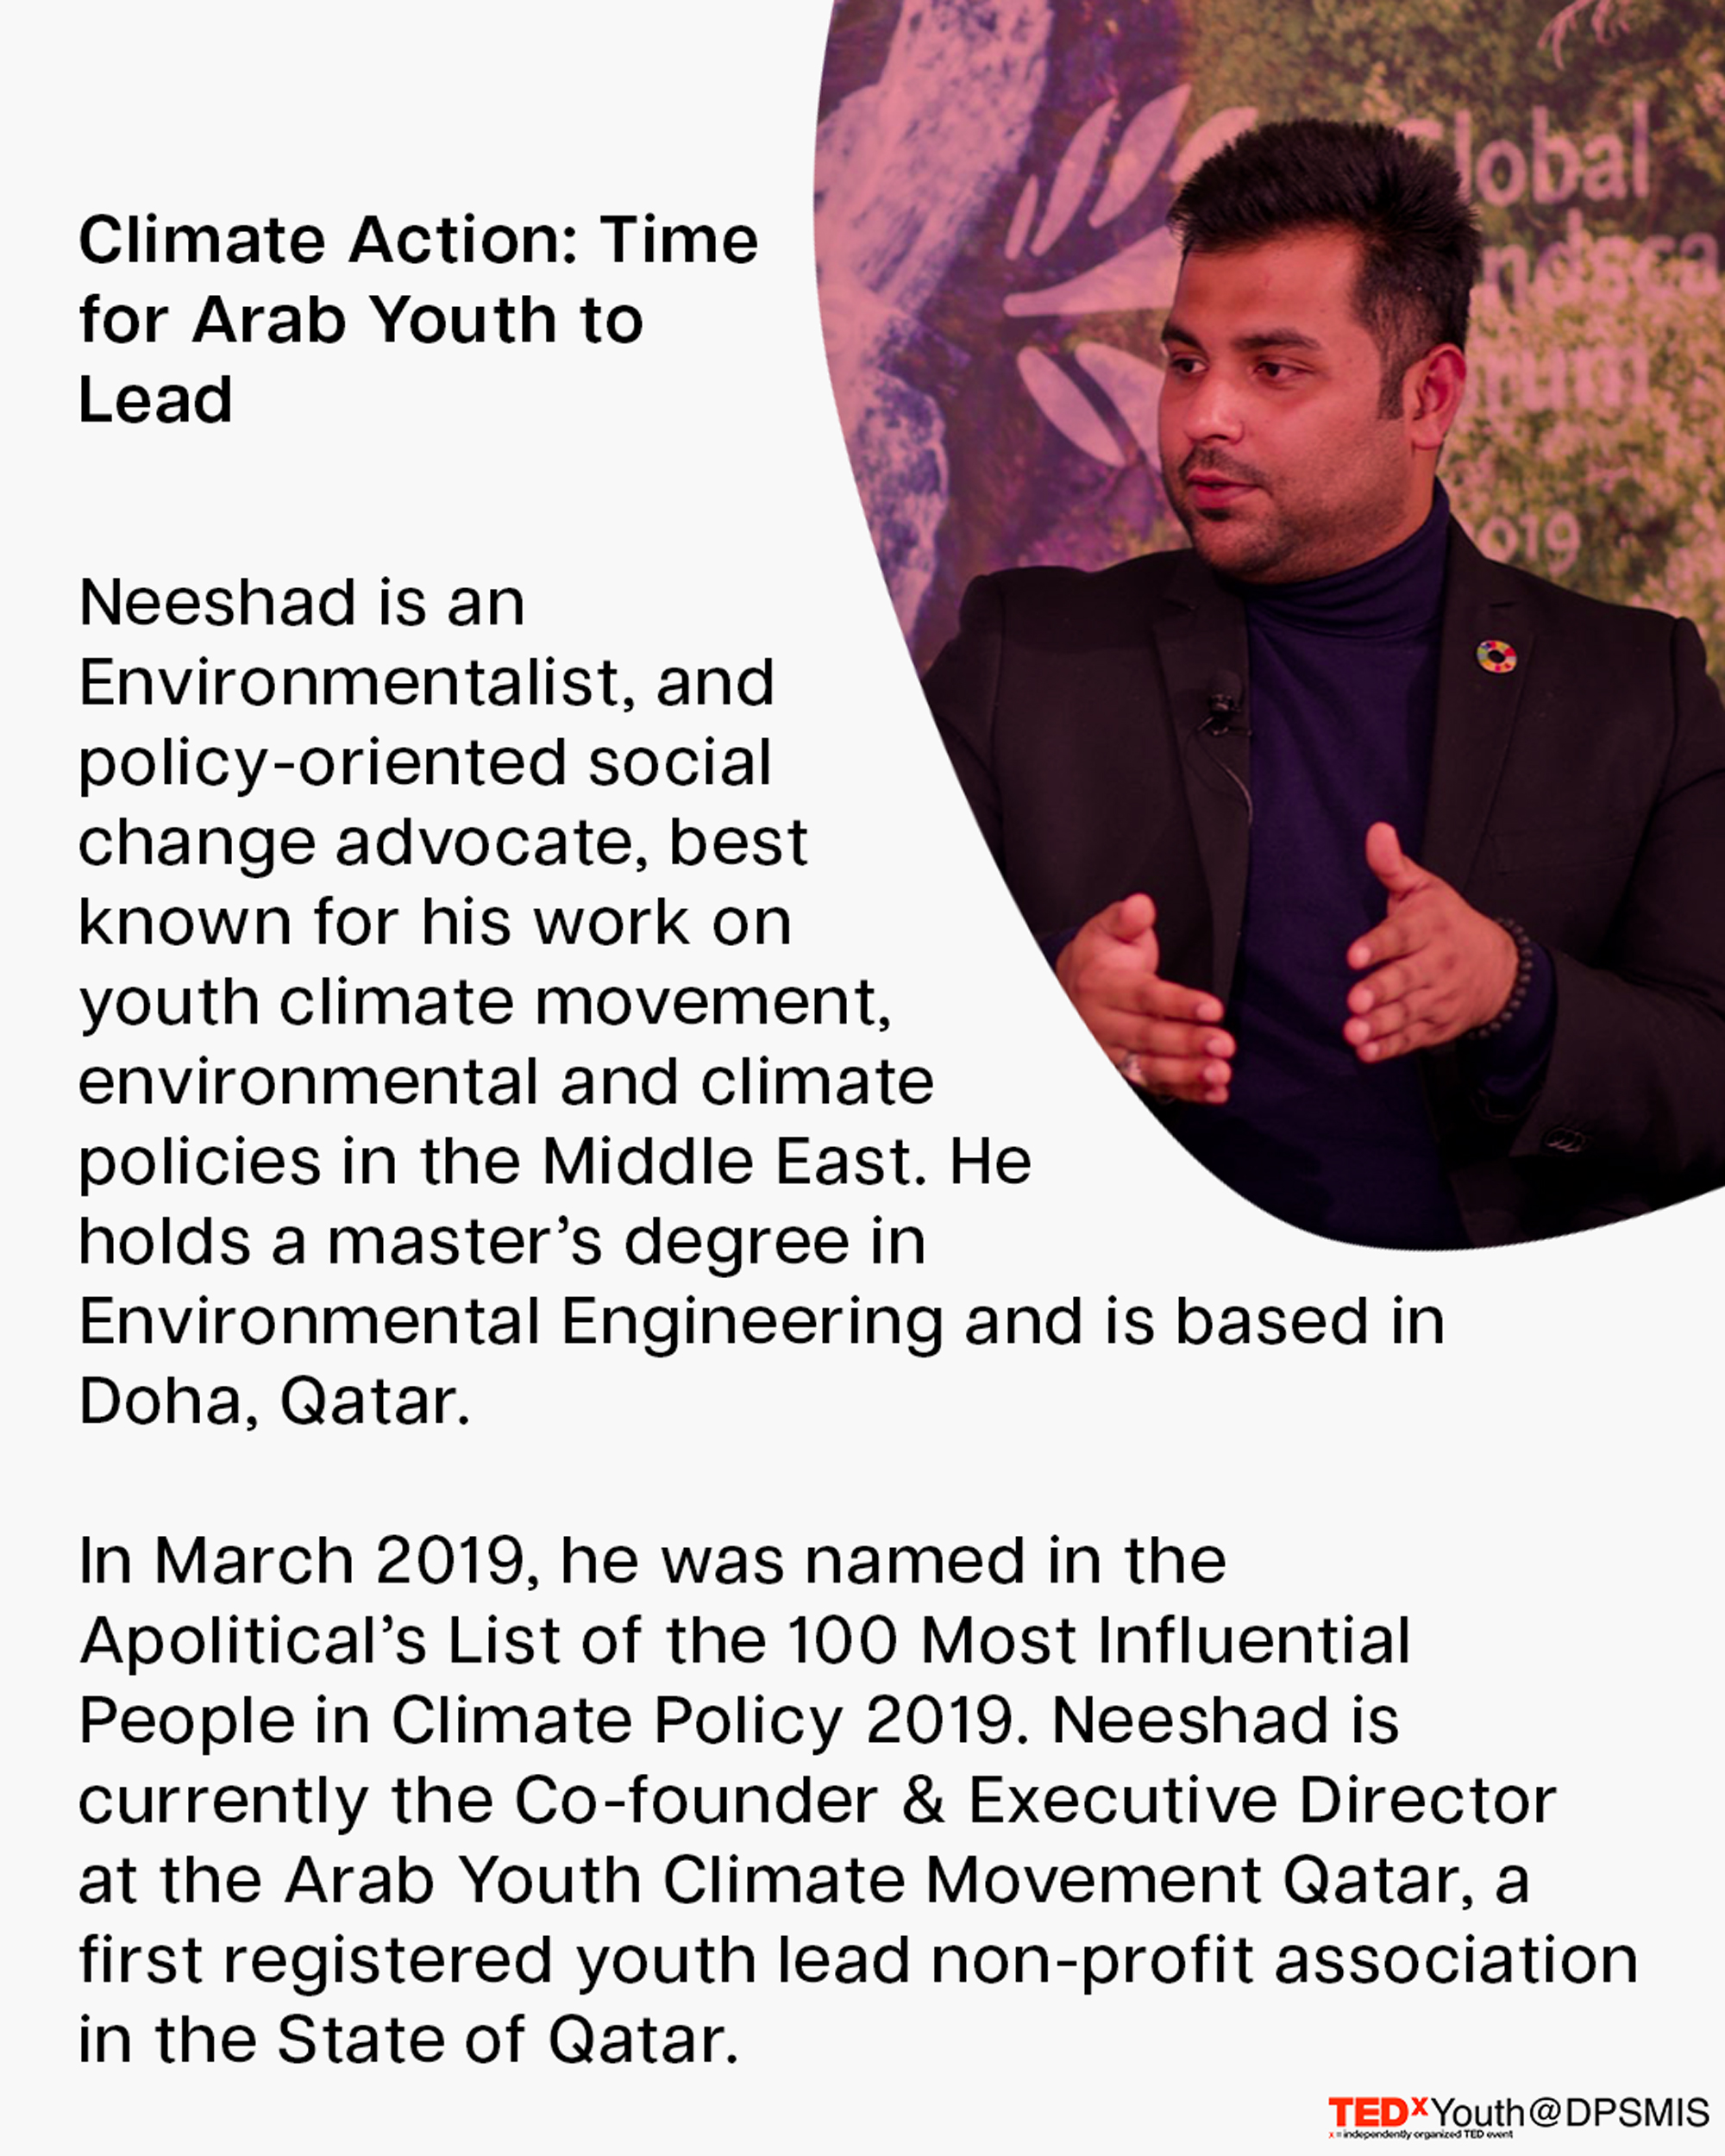 Climate Action: Time
for Arab Youth to
Lead
Neeshad is an
Environmentalist, and
policy-oriented social
change advocate, best
known for his work on
youth climate movement,
environmental and climate
policies in the Middle East. He
holds a master’s degree in
Environmental Engineering and is based in
Doha, Qatar.
In March 2019, he was named in the
Apolitical’s List of the 100 Most Influential
People in Climate Policy 2019. Neeshad is
currently the Co-founder & Executive Director
at the Arab Youth Climate Movement Qatar, a
first registered youth lead non-profit association
in the State of Qatar.
lobal
ndsca
rum
019
TEDxYouth@DPSMIS
x = independently organized TED event